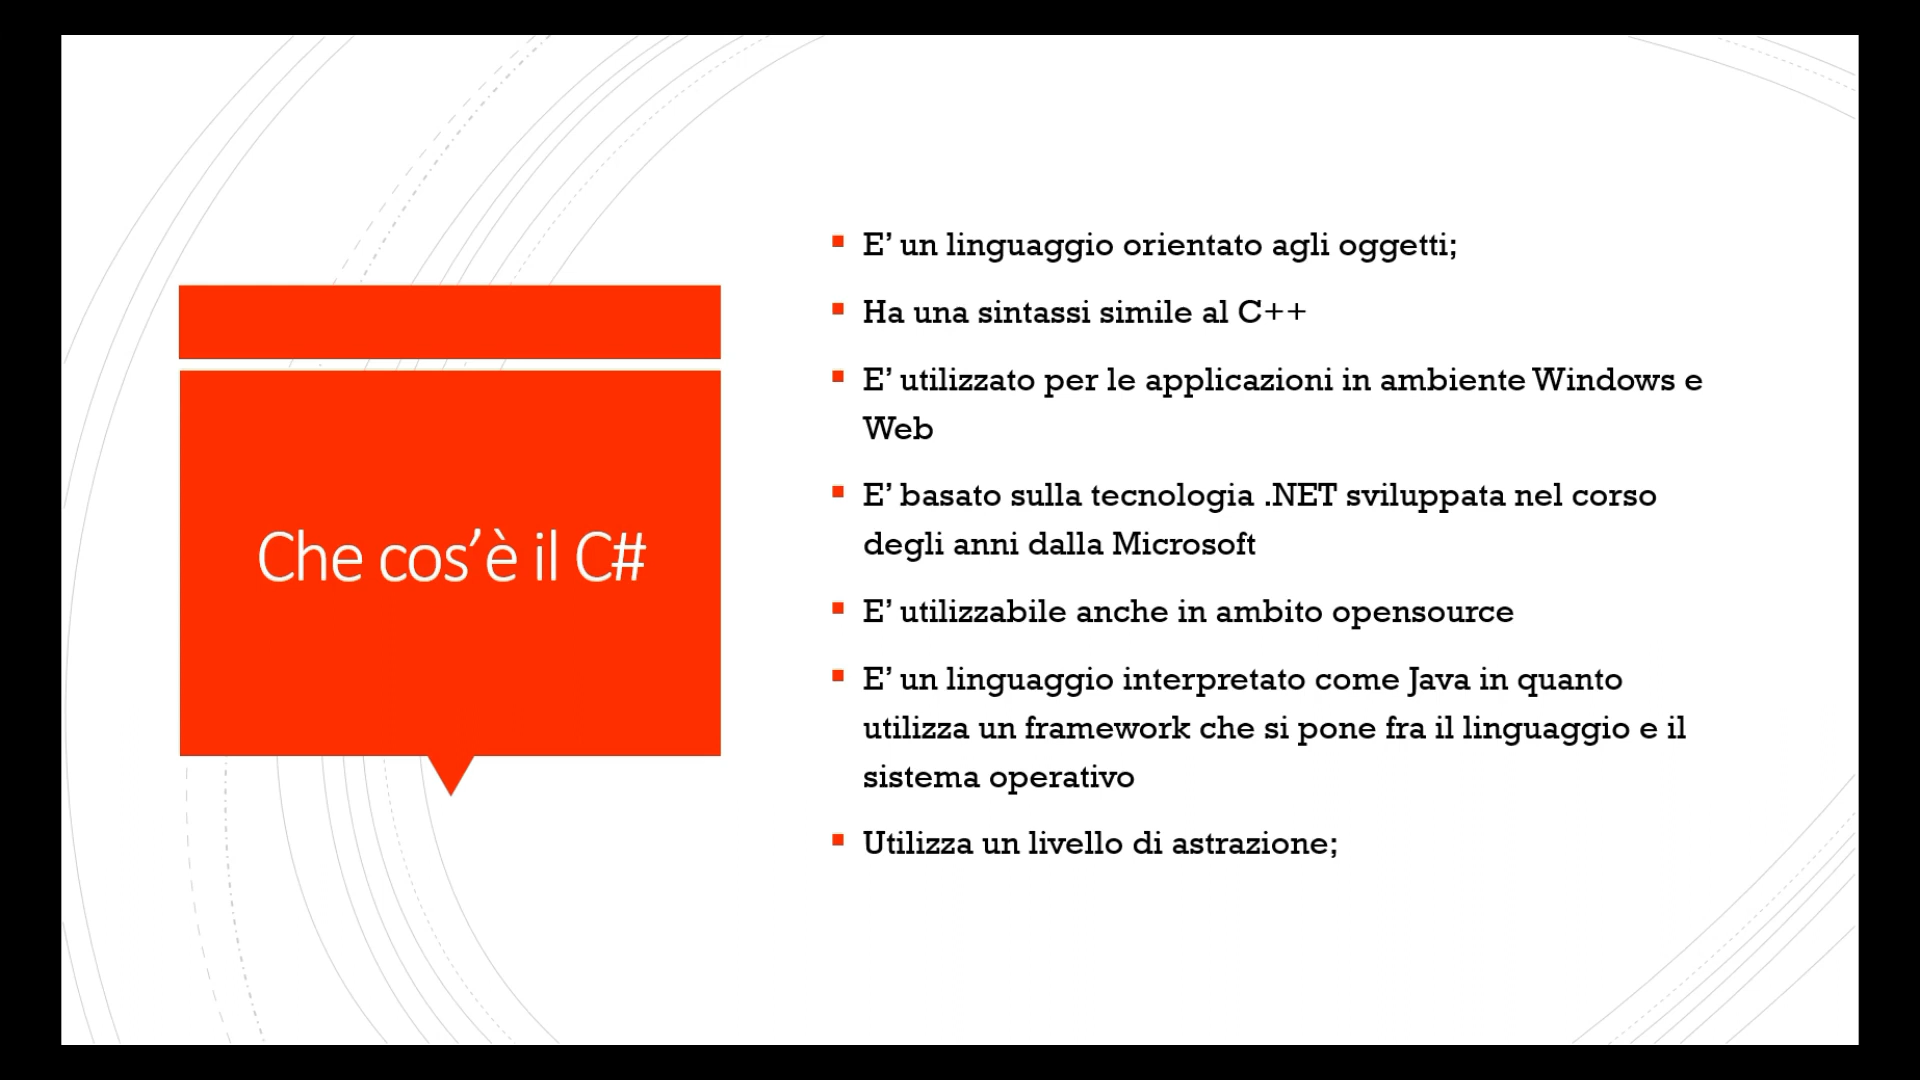 Che cos’è il C#
E’ un linguaggio orientato agli oggetti;
Ha una sintassi simile al C++
E’ utilizzato per le applicazioni in ambiente Windows e
Web
E’ basato sulla tecnologia .NET sviluppata nel corso
degli anni dalla Microsoft
E’ utilizzabile anche in ambito opensource
E’ un linguaggio interpretato come Java in quanto
utilizza un framework che si pone fra il linguaggio e il
sistema operativo
Utilizza un livello di astrazione;